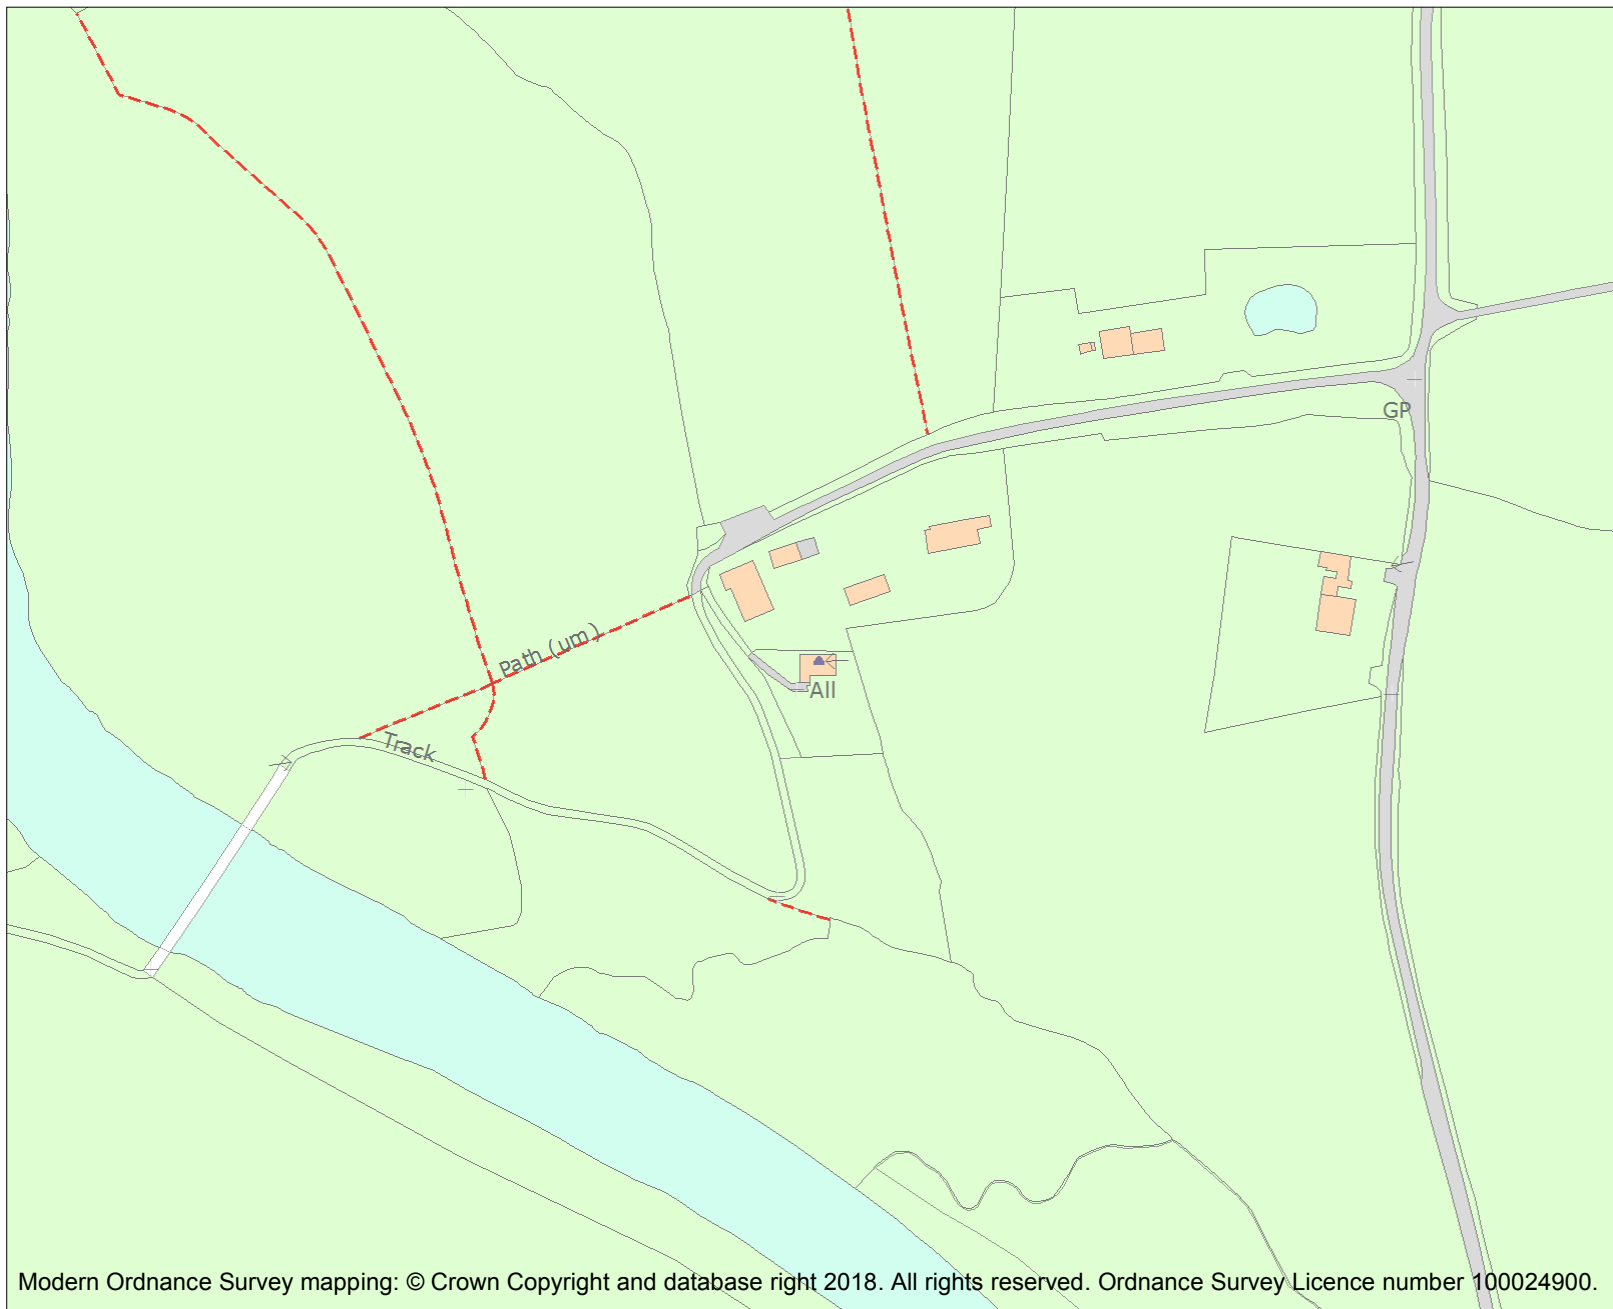 GP
Path (um)
All
Track
Modern Ordnance Survey mapping: © Crown Copyright and database right 2018. All rights reserved. Ordnance Survey Licence number 100024900.